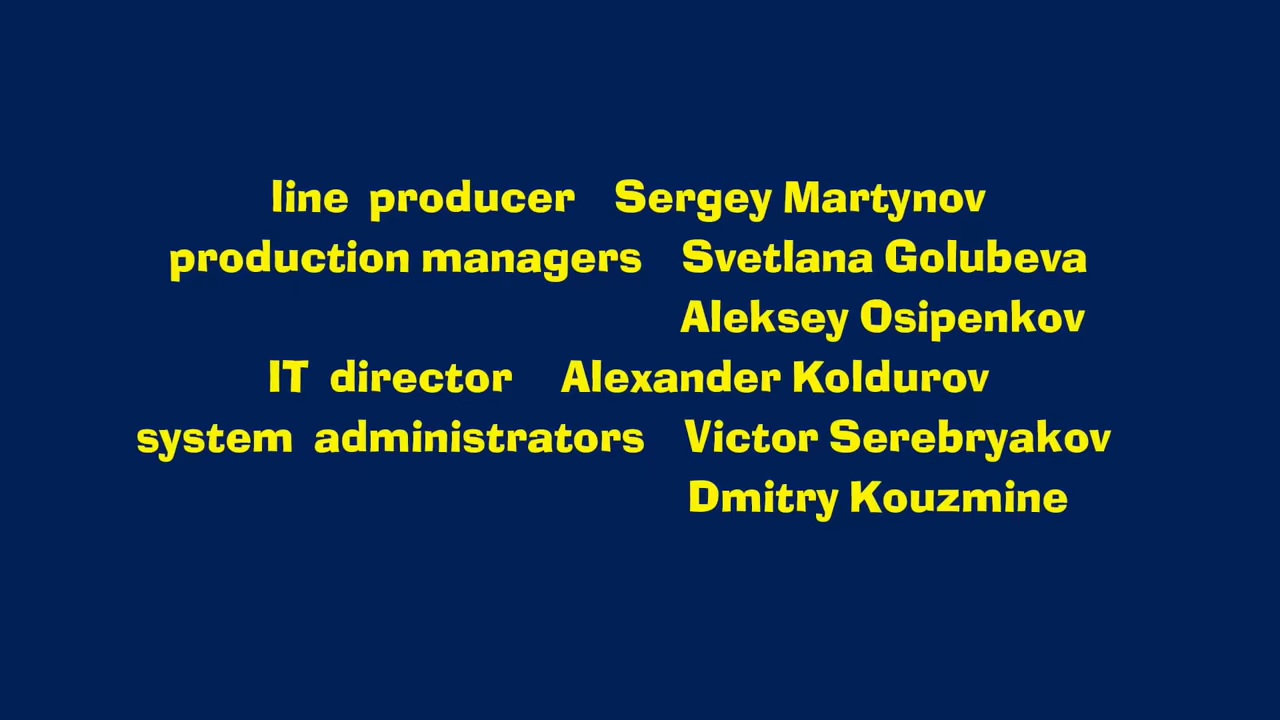 line producer Sergey Martynov
production managers Svetlana Golubeva
Aleksey Osipenkov
IT director Alexander Koldurov
system administrators Victor Serebryakov
Dmitry Kouzmine